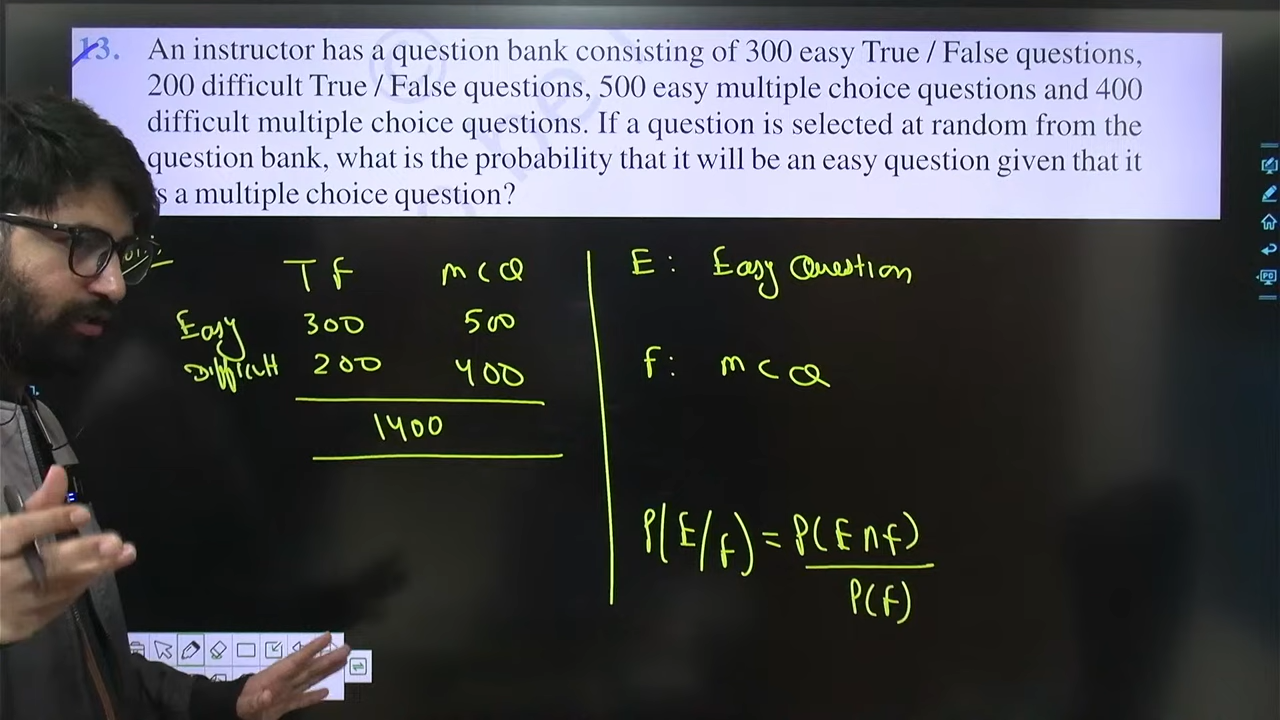 13. An instructor has a question bank consisting of 300 easy True / False questions,
200 difficult True / False questions, 500 easy multiple choice questions and 400
difficult multiple choice questions. If a question is selected at random from the
question bank, what is the probability that it will be an easy question given that it
s a multiple choice question?
TF MCQ
Easy 300 500
Difficult 200 400
1400
E: Easy Question
F: MCQ
P(E/F) = P(E∩F)
P(F)